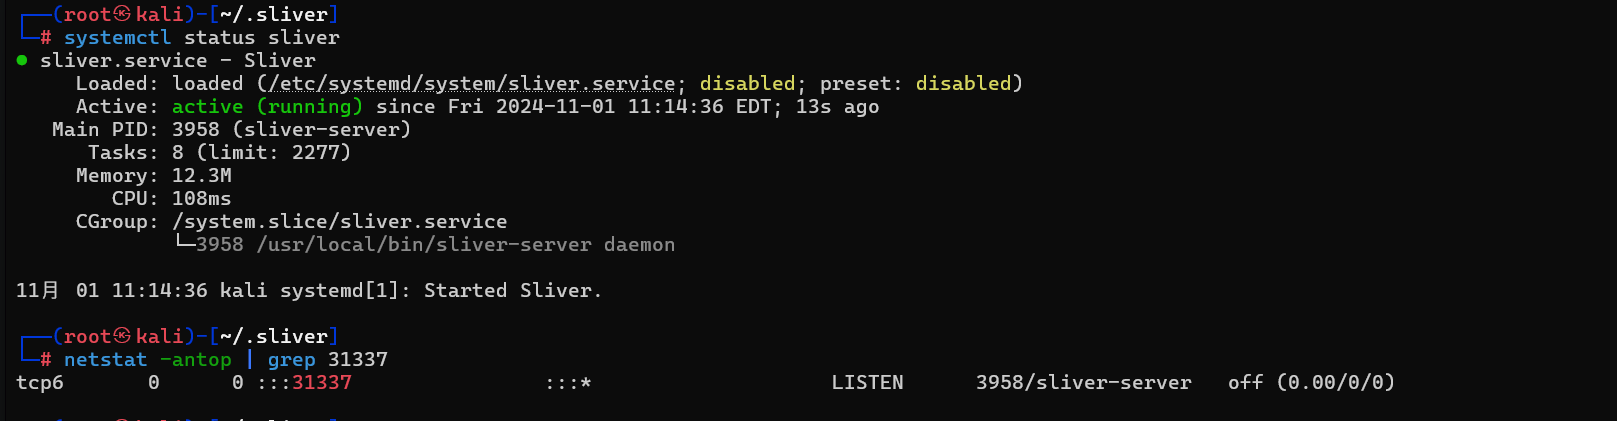 ┌──(root㉿kali)-[~/.sliver]
└─# systemctl status sliver
● sliver.service - Sliver
     Loaded: loaded (/etc/systemd/system/sliver.service; disabled; preset: disabled)
     Active: active (running) since Fri 2024-11-01 11:14:36 EDT; 13s ago
   Main PID: 3958 (sliver-server)
      Tasks: 8 (limit: 2277)
     Memory: 12.3M
        CPU: 108ms
     CGroup: /system.slice/sliver.service
             └─3958 /usr/local/bin/sliver-server daemon
11月 01 11:14:36 kali systemd[1]: Started Sliver.
┌──(root㉿kali)-[~/.sliver]
└─# netstat -antop | grep 31337
tcp6       0      0 :::31337                :::*                    LISTEN      3958/sliver-server   off (0.00/0/0)